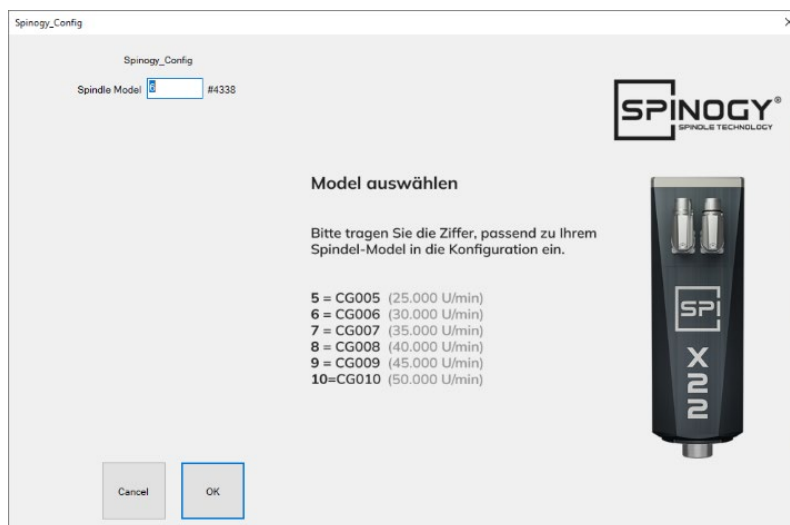 Spinogy_Config
Spinogy_Config
Spindle Model 6 #4338
SPINOGY®
SPINDLE TECHNOLOGY
Model auswählen
Bitte tragen Sie die Ziffer, passend zu Ihrem
Spindel-Model in die Konfiguration ein.
5 = CG005 (25.000 U/min)
6 = CG006 (30.000 U/min)
7 = CG007 (35.000 U/min)
8 = CG008 (40.000 U/min)
9 = CG009 (45.000 U/min)
10=CG010 (50.000 U/min)
SPI
X22
Cancel OK